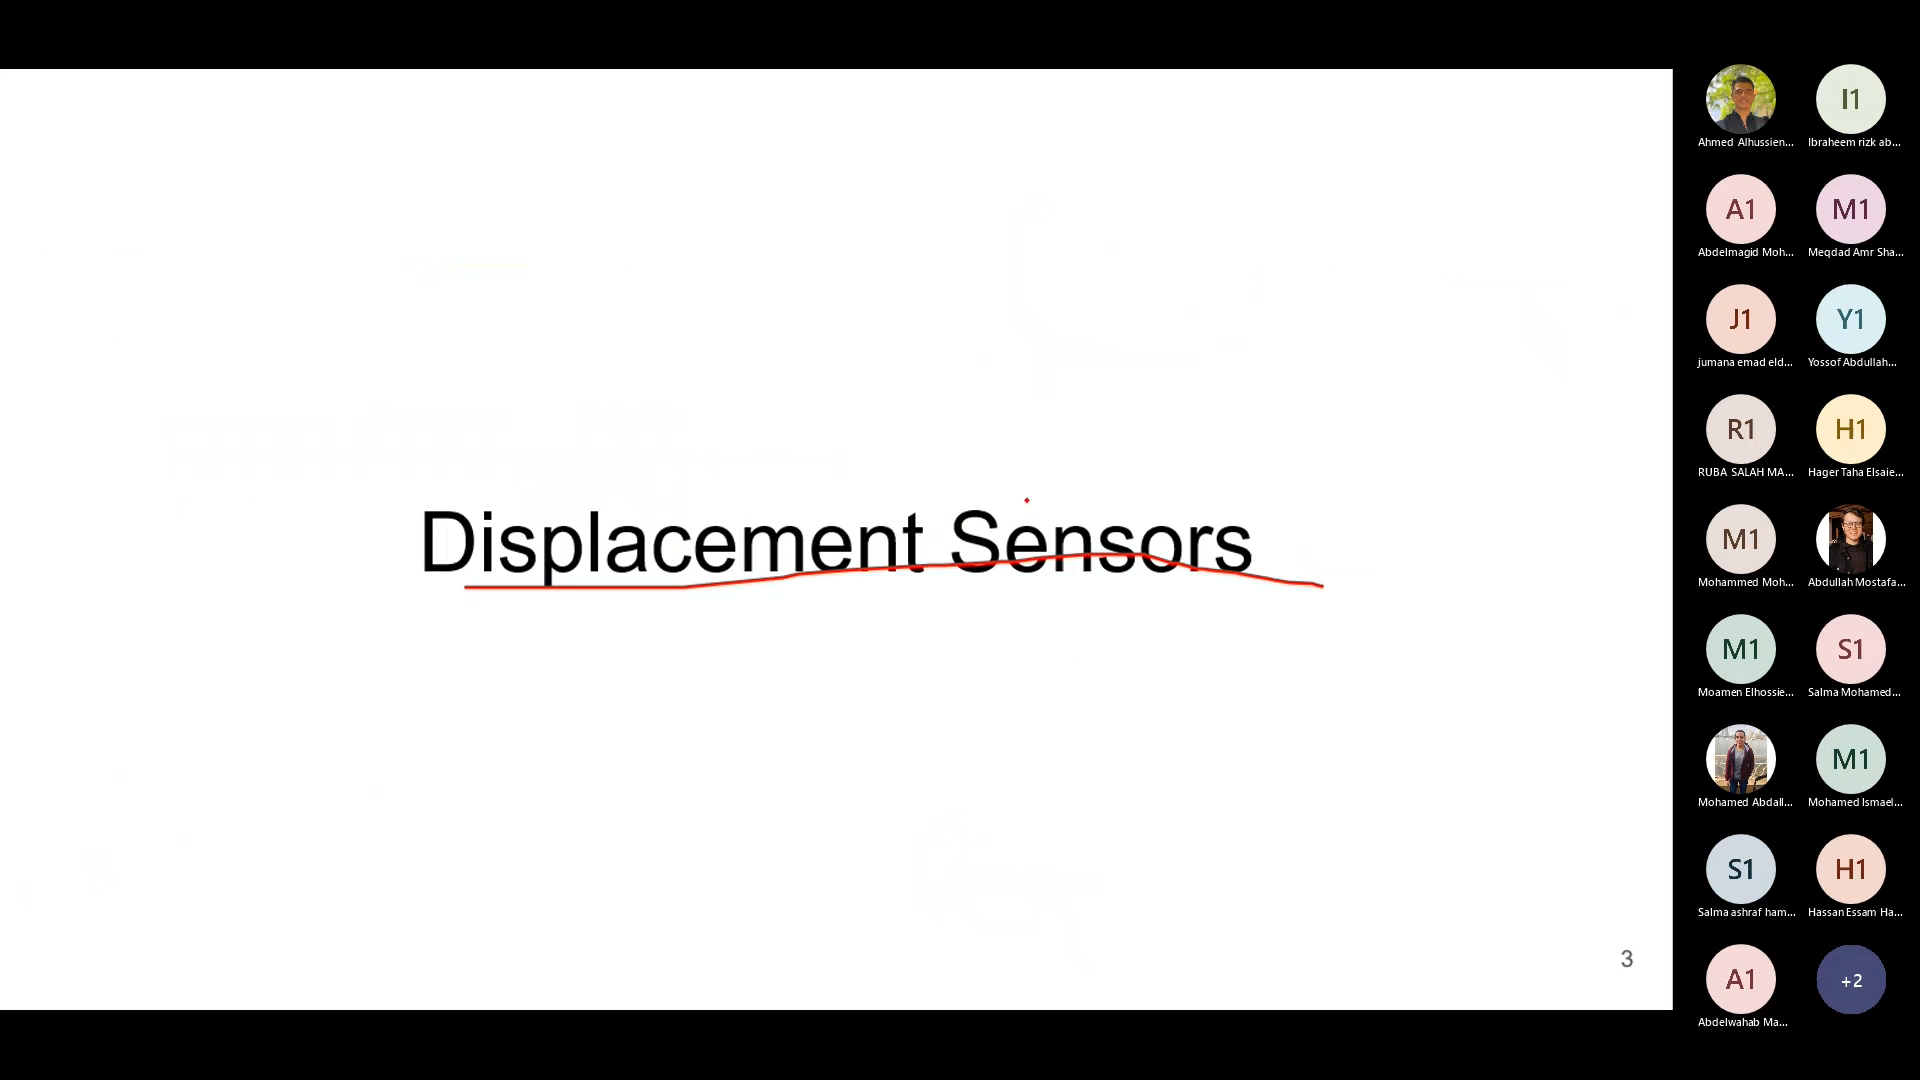 Displacement Sensors
3
I1
Ahmed Alhussien...
Ibraheem rizk ab...
A1
M1
Abdelmagid Moh...
Meqdad Amr Sha...
J1
Y1
jumana emad eld...
Yossof Abdullah...
R1
H1
RUBA SALAH MA...
Hager Taha Elsaie...
M1
Mohammed Moh...
Abdullah Mostafa...
M1
S1
Moamen Elhossie...
Salma Mohamed...
M1
Mohamed Abdall...
Mohamed Ismael...
S1
H1
Salma ashraf ham...
Hassan Essam Ha...
A1
+2
Abdelwahab Ma...